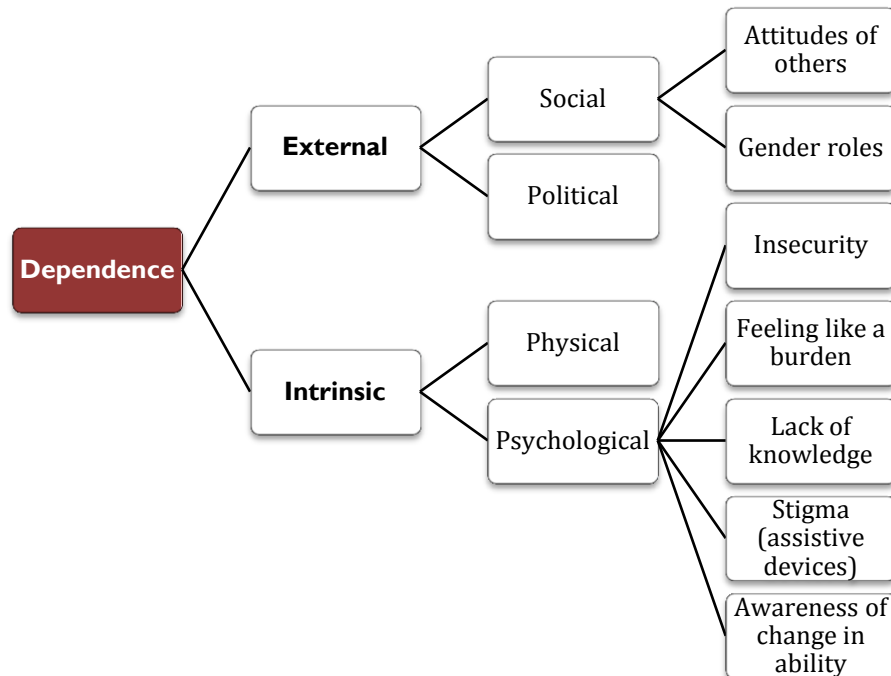 Attitudes of
others
Social
External
Gender roles
Political
Insecurity
Dependence
Feeling like a
burden
Physical
Intrinsic
Lack of
knowledge
Psychological
Stigma
(assistive
devices)
Awareness of
change in
ability